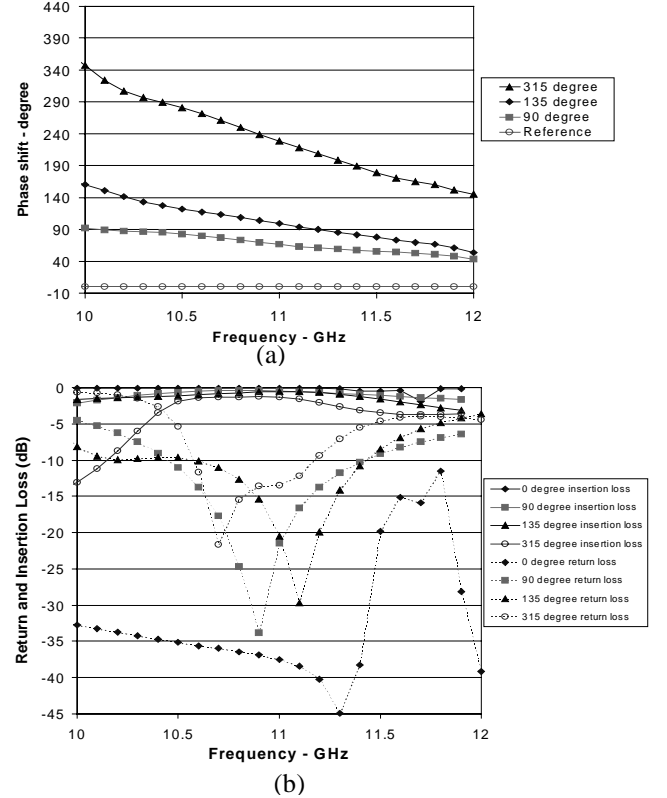 440
390
340
290
240
190
140
90
40
-10
Phase shift - degree
10
10.5
11
11.5
12
Frequency - GHz
315 degree
135 degree
90 degree
Reference
(a)
0
-5
-10
-15
-20
-25
-30
-35
-40
-45
Return and Insertion Loss (dB)
10
10.5
11
11.5
12
Frequency - GHz
0 degree insertion loss
90 degree insertion loss
135 degree insertion loss
315 degree insertion loss
0 degree return loss
90 degree return loss
135 degree return loss
315 degree return loss
(b)